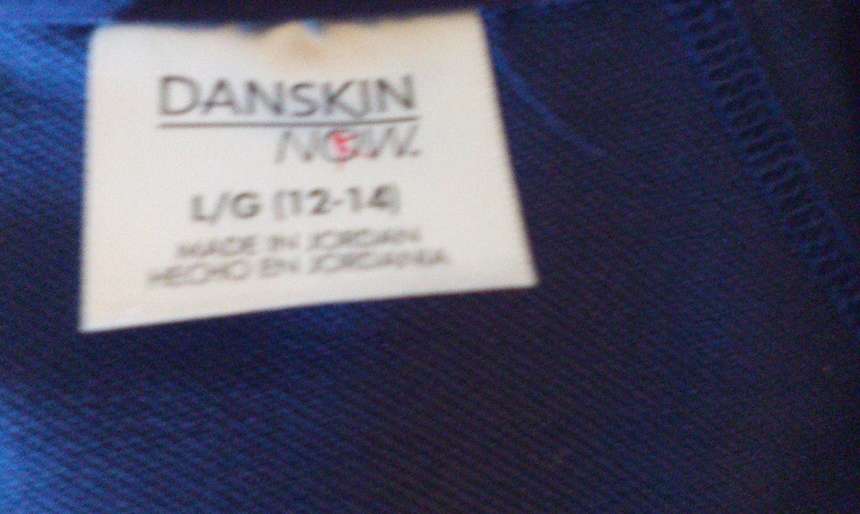 DANSKIN
NOW.
L/G (12-14)
MADE IN JORDAN
HECHO EN JORDANIA